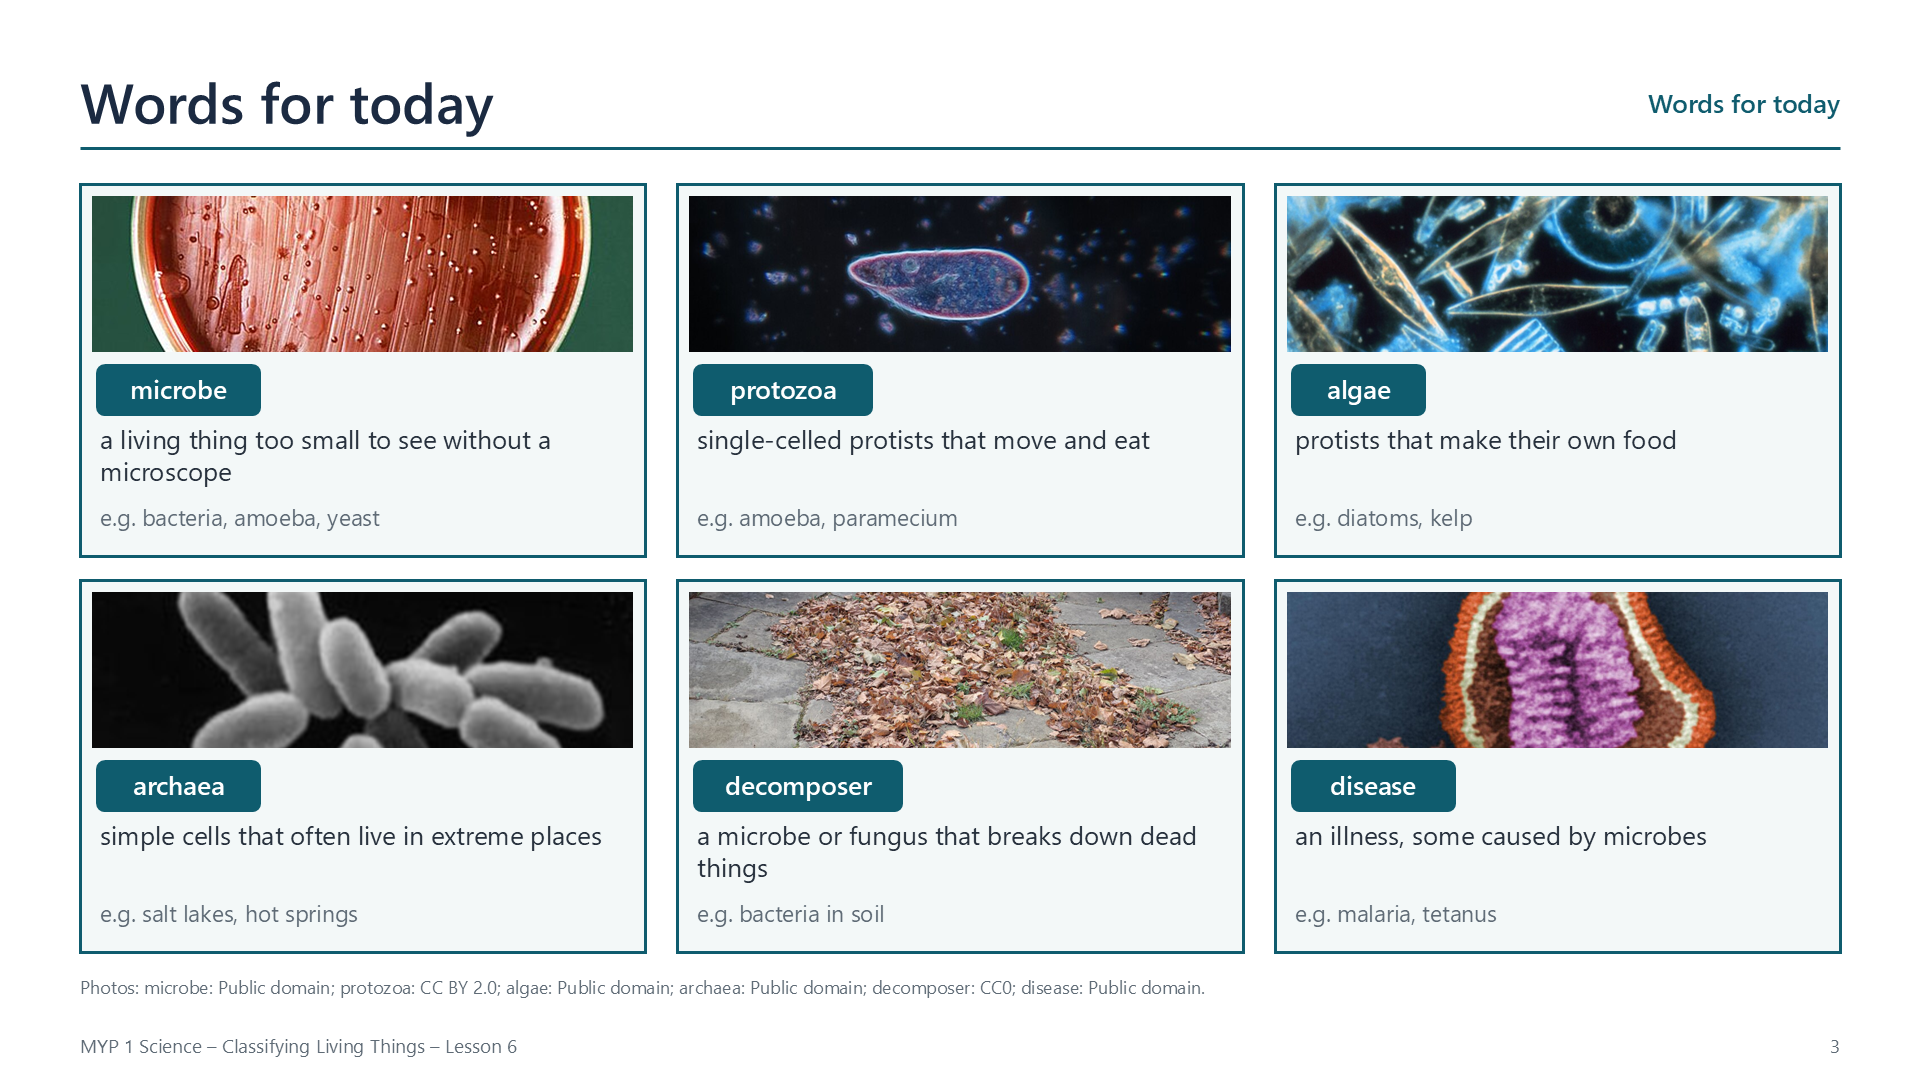 Words for today
Words for today
microbe
a living thing too small to see without a
microscope
e.g. bacteria, amoeba, yeast
protozoa
single-celled protists that move and eat
e.g. amoeba, paramecium
algae
protists that make their own food
e.g. diatoms, kelp
archaea
simple cells that often live in extreme places
e.g. salt lakes, hot springs
decomposer
a microbe or fungus that breaks down dead
things
e.g. bacteria in soil
disease
an illness, some caused by microbes
e.g. malaria, tetanus
Photos: microbe: Public domain; protozoa: CC BY 2.0; algae: Public domain; archaea: Public domain; decomposer: CC0; disease: Public domain.
MYP 1 Science – Classifying Living Things – Lesson 6
3